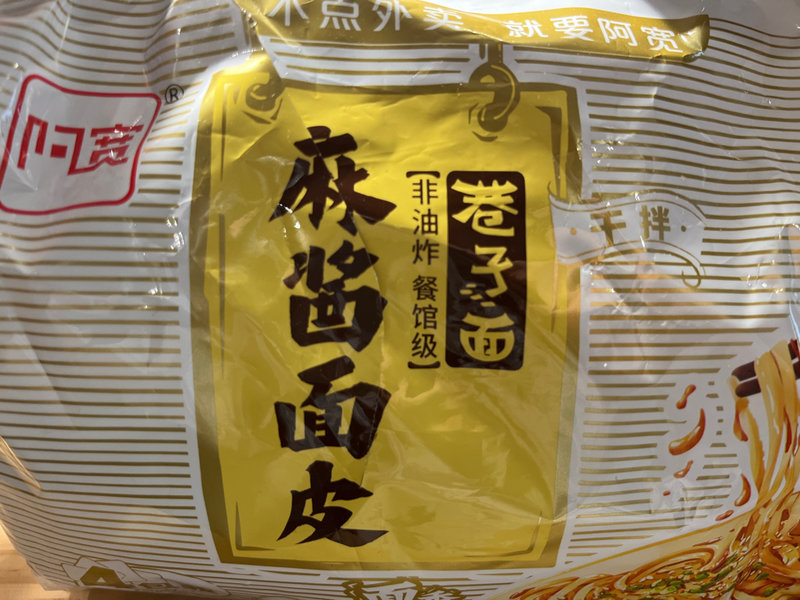 不点外卖 就要阿宽
阿宽®
麻酱面皮
【非油炸 餐馆级】
巷子面
·干拌·